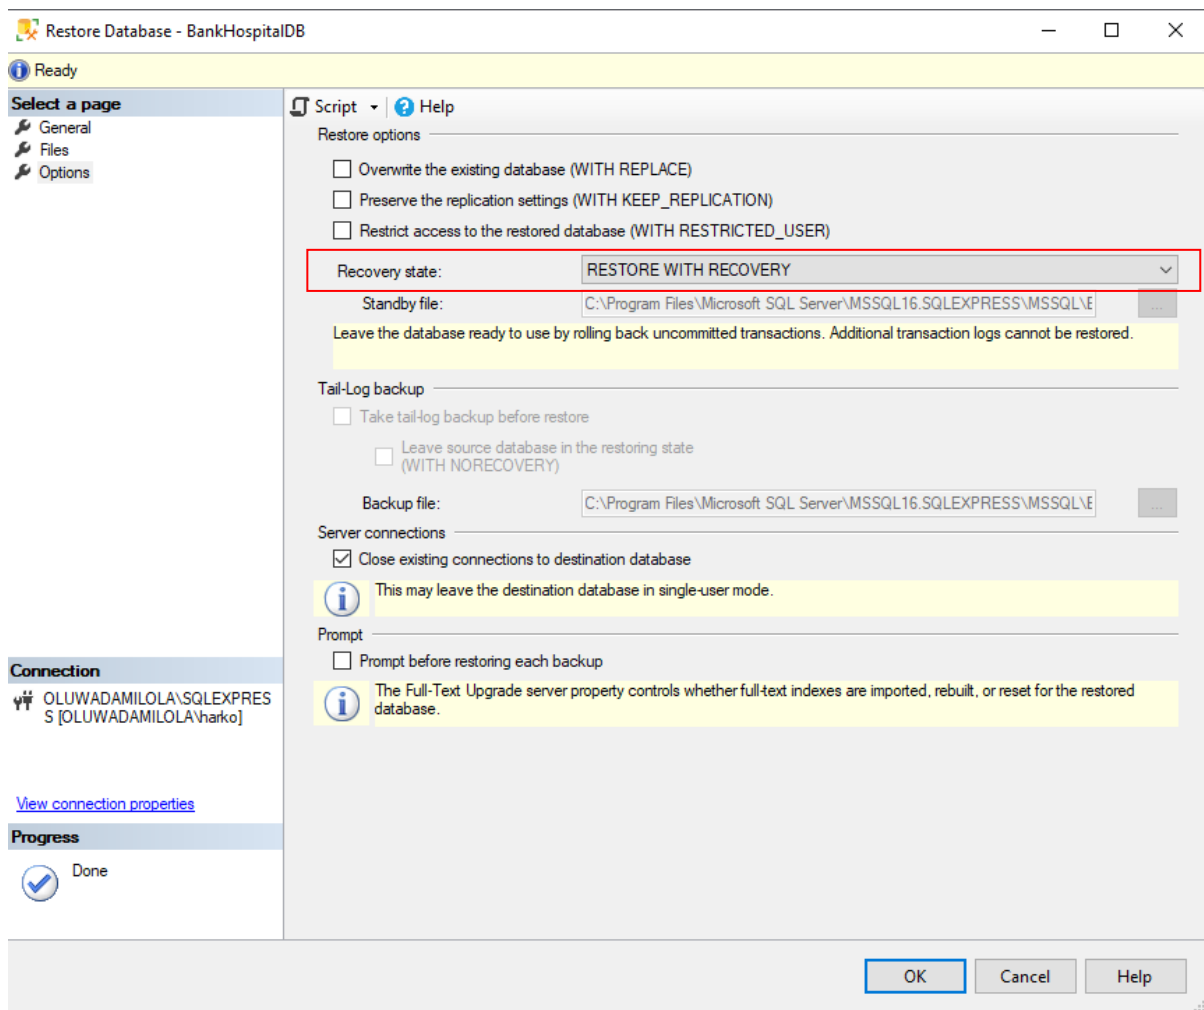 Restore Database - BankHospitalDB
Ready
Select a page
General
Files
Options
Script
Help
Restore options
Overwrite the existing database (WITH REPLACE)
Preserve the replication settings (WITH KEEP_REPLICATION)
Restrict access to the restored database (WITH RESTRICTED_USER)
Recovery state:
RESTORE WITH RECOVERY
Standby file:
C:\Program Files\Microsoft SQL Server\MSSQL16.SQLEXPRESS\MSSQL\E
...
Leave the database ready to use by rolling back uncommitted transactions. Additional transaction logs cannot be restored.
Tail-Log backup
Take tail-log backup before restore
Leave source database in the restoring state
(WITH NORECOVERY)
Backup file:
C:\Program Files\Microsoft SQL Server\MSSQL16.SQLEXPRESS\MSSQL\E
...
Server connections
Close existing connections to destination database
This may leave the destination database in single-user mode.
Prompt
Prompt before restoring each backup
The Full-Text Upgrade server property controls whether full-text indexes are imported, rebuilt, or reset for the restored
database.
Connection
OLUWADAMILOLA\SQLEXPRES
S [OLUWADAMILOLA\harko]
View connection properties
Progress
Done
OK
Cancel
Help